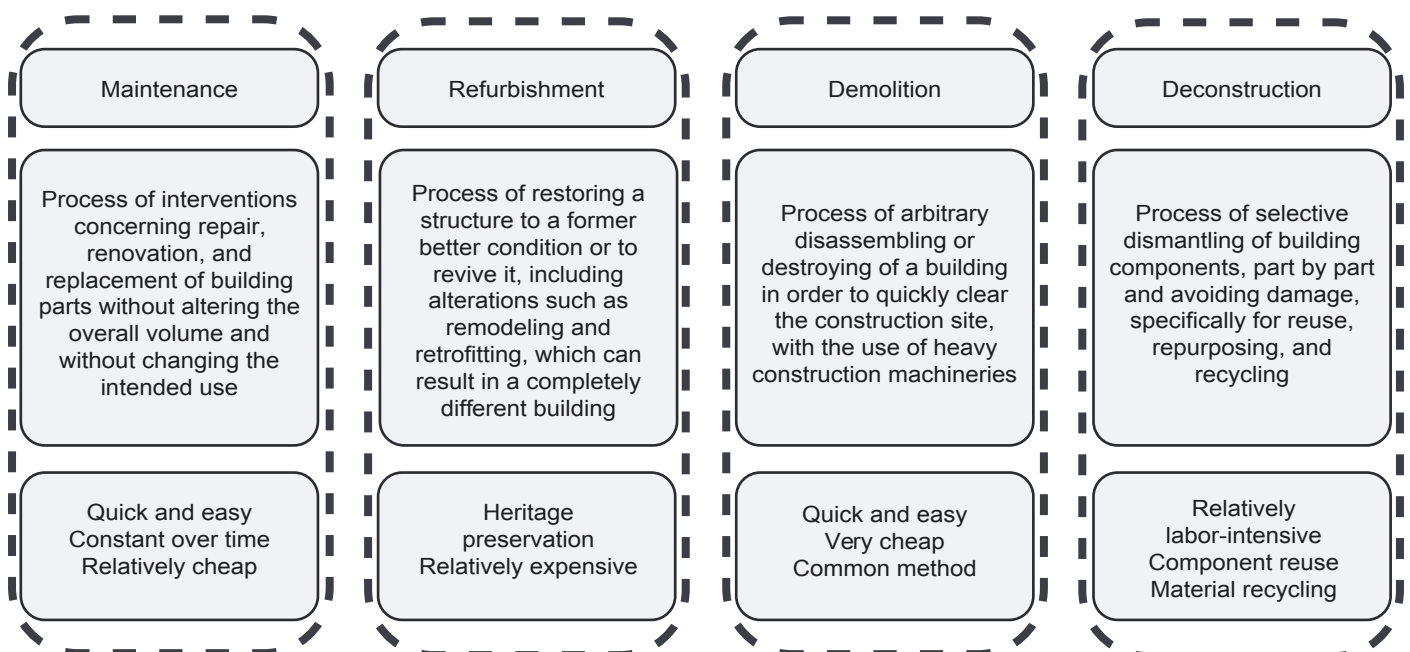 Maintenance
Process of interventions
concerning repair,
renovation, and
replacement of building
parts without altering the
overall volume and
without changing the
intended use
Quick and easy
Constant over time
Relatively cheap
Refurbishment
Process of restoring a
structure to a former
better condition or to
revive it, including
alterations such as
remodeling and
retrofitting, which can
result in a completely
different building
Heritage
preservation
Relatively expensive
Demolition
Process of arbitrary
disassembling or
destroying of a building
in order to quickly clear
the construction site,
with the use of heavy
construction machineries
Quick and easy
Very cheap
Common method
Deconstruction
Process of selective
dismantling of building
components, part by part
and avoiding damage,
specifically for reuse,
repurposing, and
recycling
Relatively
labor-intensive
Component reuse
Material recycling